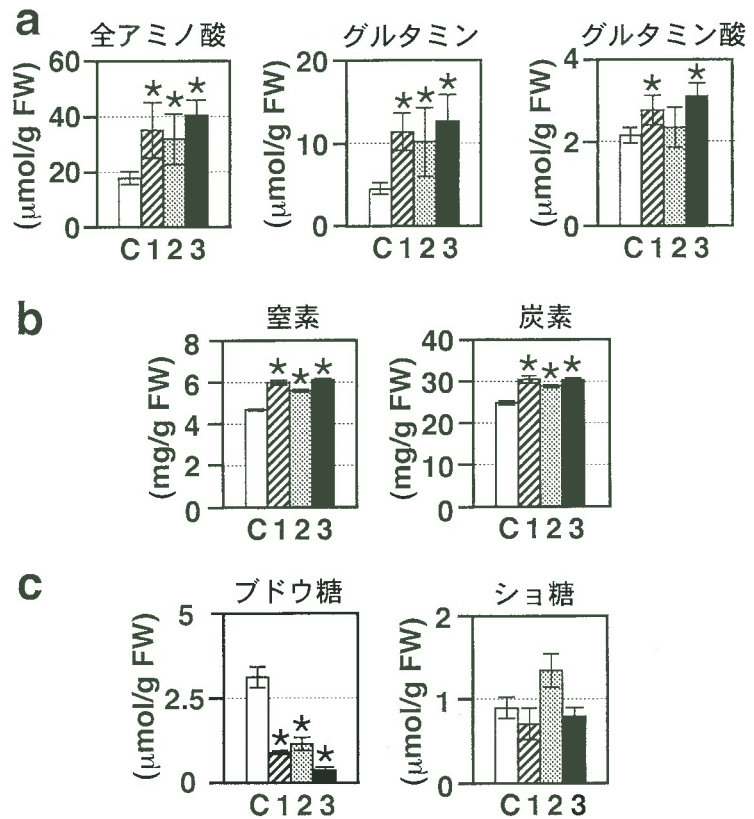 a
全アミノ酸
グルタミン
グルタミン酸
(μmol/g FW)
60
40
20
0
* * *
C 1 2 3
(μmol/g FW)
20
10
0
* * *
C 1 2 3
(μmol/g FW)
4
2
0
* *
C 1 2 3
b
窒素
炭素
(mg/g FW)
8
6
4
2
0
* * *
C 1 2 3
(mg/g FW)
40
30
20
10
0
* * *
C 1 2 3
c
ブドウ糖
ショ糖
(μmol/g FW)
5
2.5
0
* * *
C 1 2 3
(μmol/g FW)
2
1
0
C 1 2 3